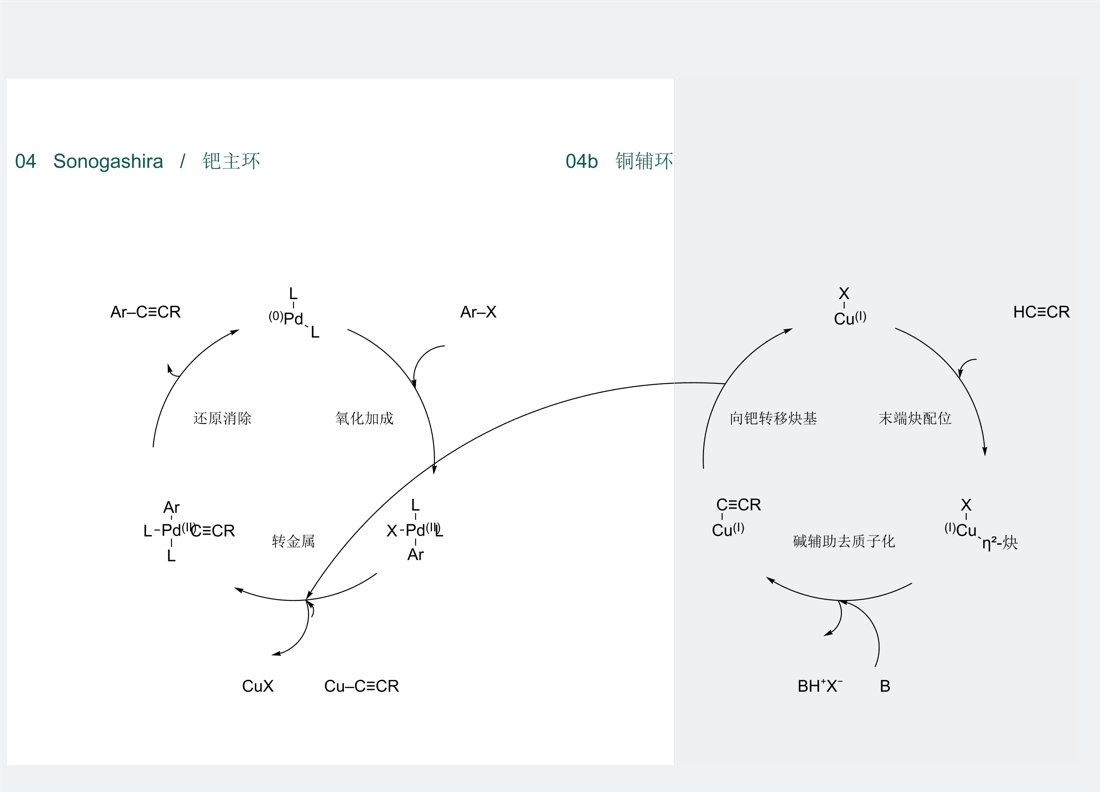 04 Sonogashira / 钯主环
04b 铜辅环
L
X
Ar–C≡CR
(0)Pd
L
Ar–X
Cu(I)
HC≡CR
还原消除
氧化加成
向钯转移炔基
末端炔配位
Ar
L–Pd(II)C≡CR
L
转金属
L
X–Pd(II)L
Ar
C≡CR
Cu(I)
碱辅助去质子化
X
(I)Cu
η²-炔
CuX
Cu–C≡CR
BH⁺X⁻
B